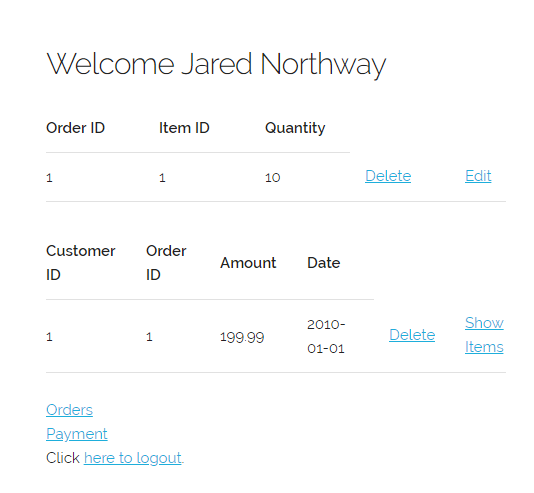 Welcome Jared Northway
Order ID Item ID Quantity
1 1 10 Delete Edit
Customer ID Order ID Amount Date
1 1 199.99 2010-01-01 Delete Show Items
Orders
Payment
Click here to logout.